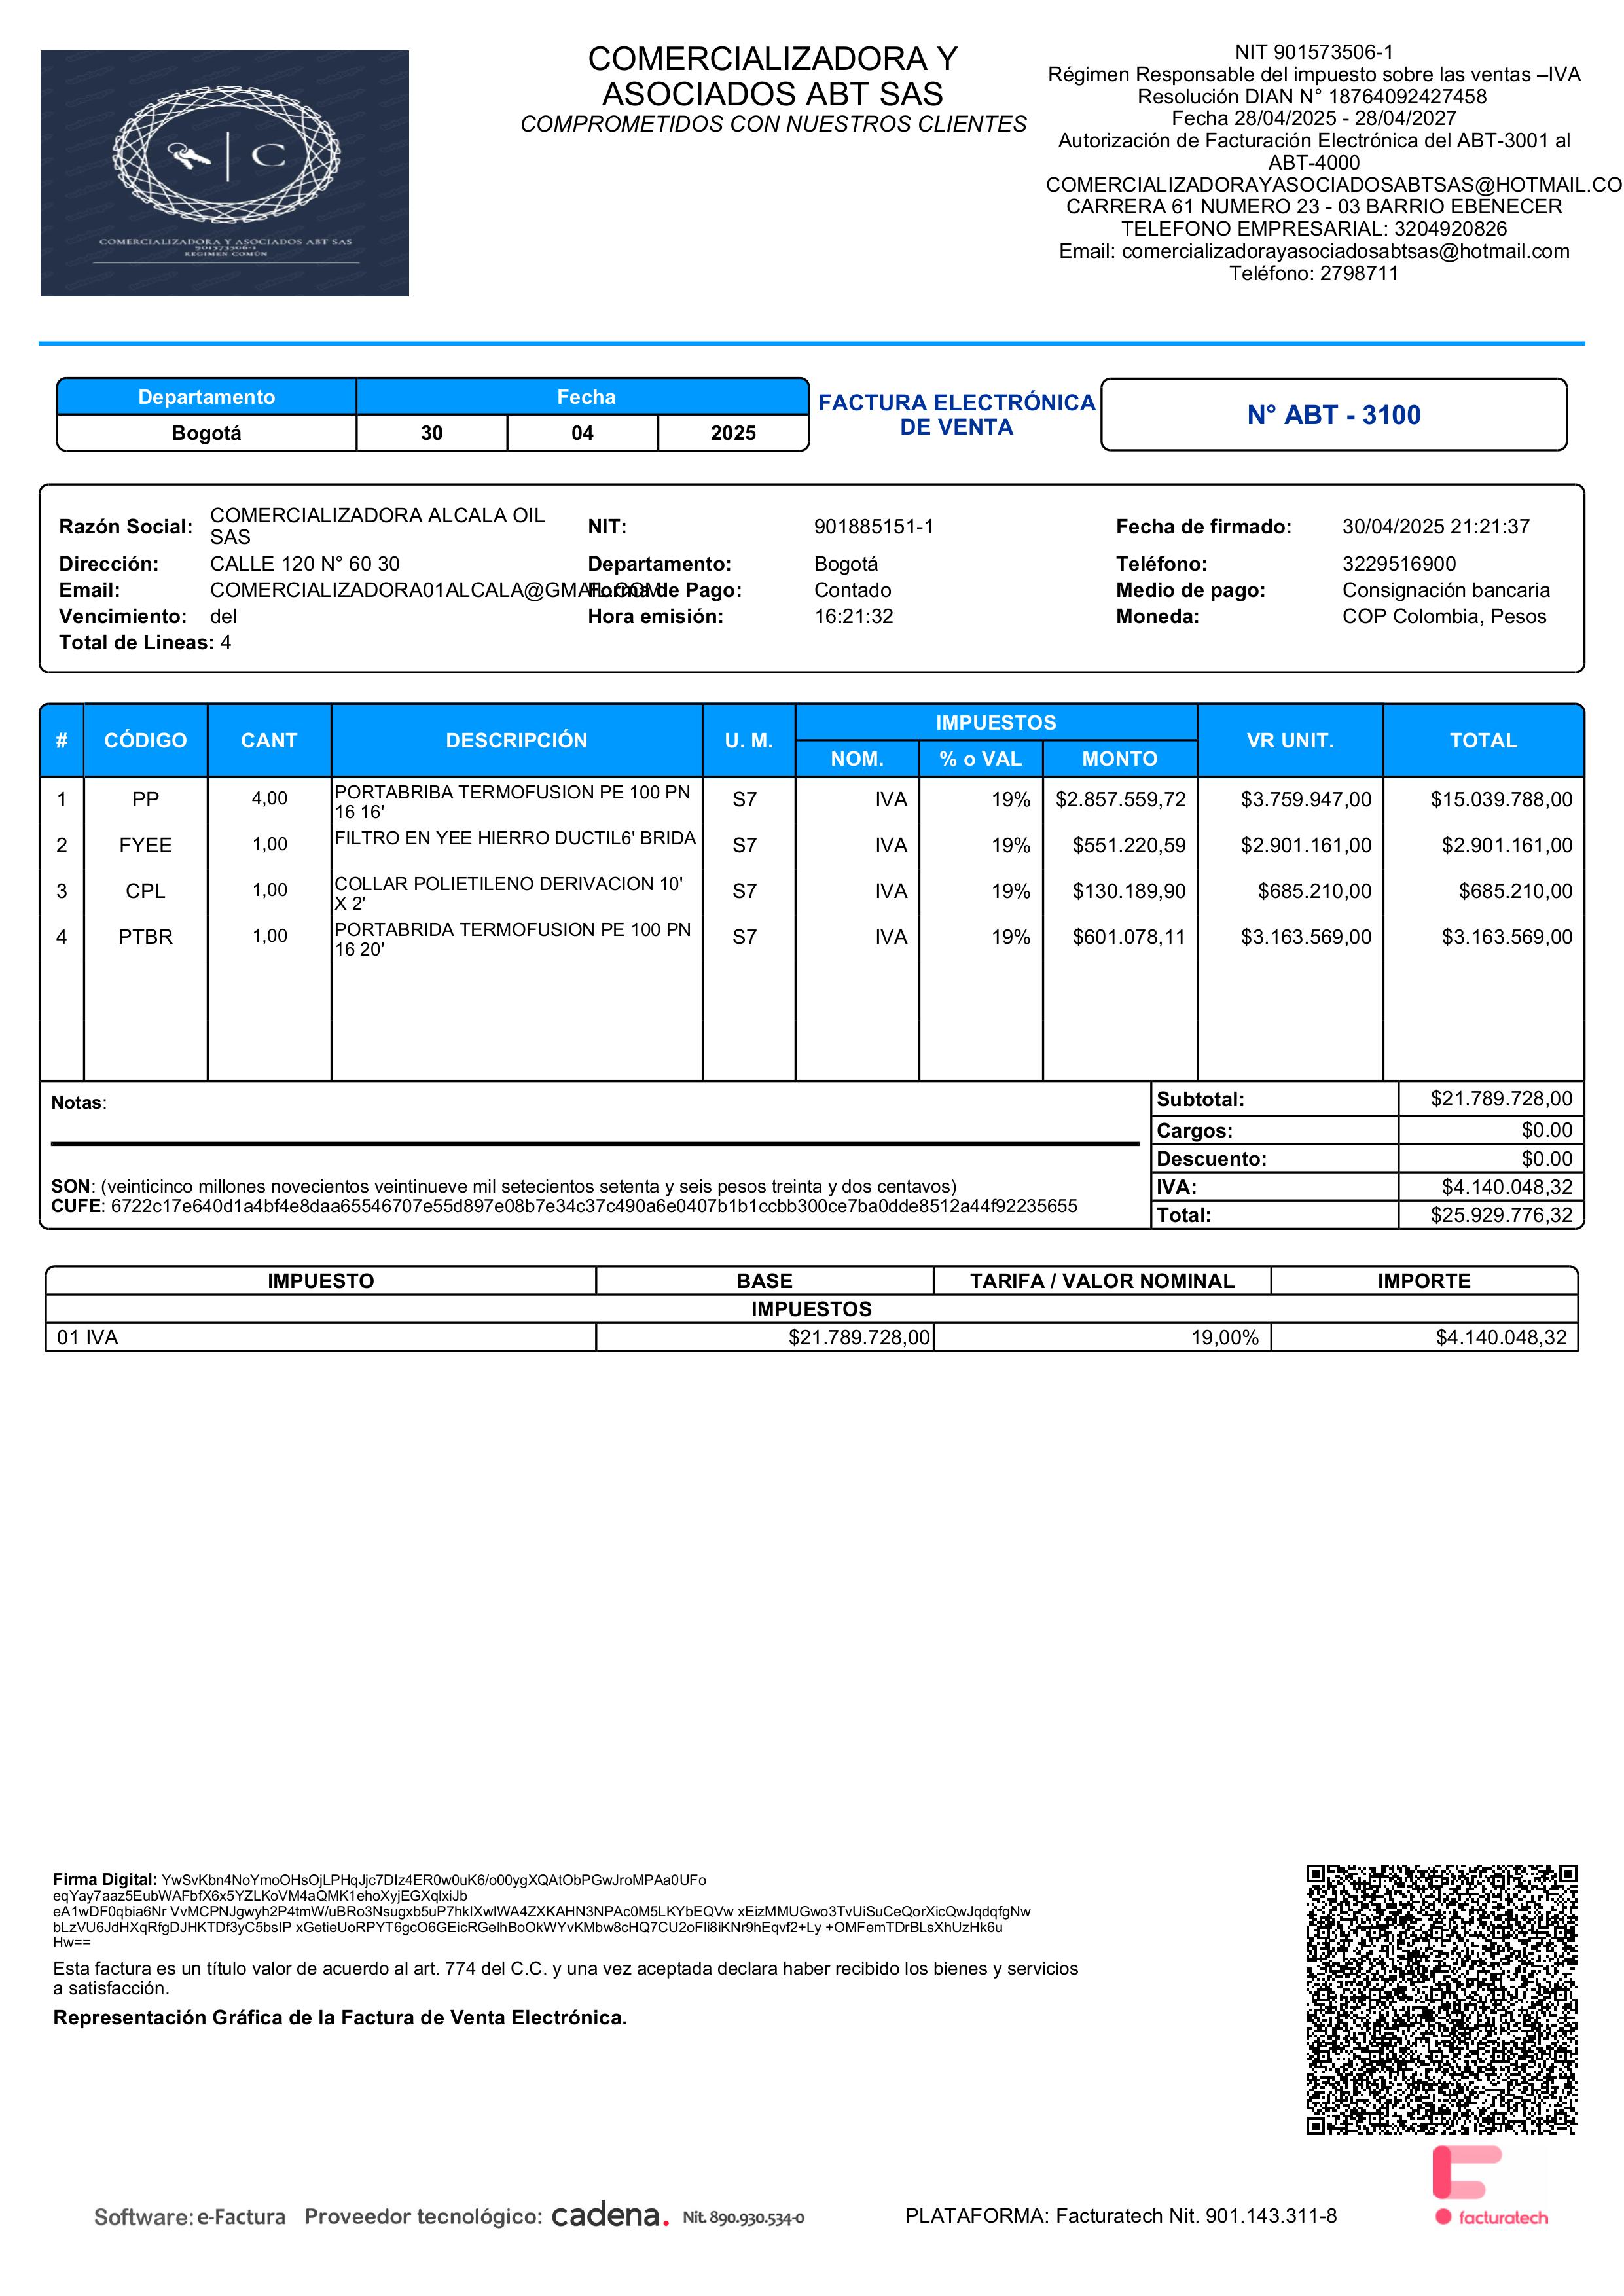 COMERCIALIZADORA Y ASOCIADOS ABT SAS
901573506-1
REGIMEN COMÚN
COMERCIALIZADORA Y
ASOCIADOS ABT SAS
COMPROMETIDOS CON NUESTROS CLIENTES
NIT 901573506-1
Régimen Responsable del impuesto sobre las ventas –IVA
Resolución DIAN N° 18764092427458
Fecha 28/04/2025 - 28/04/2027
Autorización de Facturación Electrónica del ABT-3001 al
ABT-4000
COMERCIALIZADORAYASOCIADOSABTSAS@HOTMAIL.CO
CARRERA 61 NUMERO 23 - 03 BARRIO EBENECER
TELEFONO EMPRESARIAL: 3204920826
Email: comercializadorayasociadosabtsas@hotmail.com
Teléfono: 2798711
Departamento Fecha
Bogotá 30 04 2025
FACTURA ELECTRÓNICA
DE VENTA
N° ABT - 3100
Razón Social: COMERCIALIZADORA ALCALA OIL
SAS
NIT: 901885151-1 Fecha de firmado: 30/04/2025 21:21:37
Dirección: CALLE 120 N° 60 30 Departamento: Bogotá Teléfono: 3229516900
Email: COMERCIALIZADORA01ALCALA@GMAIL.COM Forma de Pago: Contado Medio de pago: Consignación bancaria
Vencimiento: del Hora emisión: 16:21:32 Moneda: COP Colombia, Pesos
Total de Lineas: 4
# CÓDIGO CANT DESCRIPCIÓN U. M. IMPUESTOS VR UNIT. TOTAL
NOM. % o VAL MONTO
1 PP 4,00 PORTABRIBA TERMOFUSION PE 100 PN S7 IVA 19% $2.857.559,72 $3.759.947,00 $15.039.788,00
16 16'
2 FYEE 1,00 FILTRO EN YEE HIERRO DUCTIL6' BRIDA S7 IVA 19% $551.220,59 $2.901.161,00 $2.901.161,00
3 CPL 1,00 COLLAR POLIETILENO DERIVACION 10' S7 IVA 19% $130.189,90 $685.210,00 $685.210,00
X 2'
4 PTBR 1,00 PORTABRIDA TERMOFUSION PE 100 PN S7 IVA 19% $601.078,11 $3.163.569,00 $3.163.569,00
16 20'
Notas:
Subtotal: $21.789.728,00
Cargos: $0.00
Descuento: $0.00
IVA: $4.140.048,32
Total: $25.929.776,32
SON: (veinticinco millones novecientos veintinueve mil setecientos setenta y seis pesos treinta y dos centavos)
CUFE: 6722c17e640d1a4bf4e8daa65546707e55d897e08b7e34c37c490a6e0407b1b1ccbb300ce7ba0dde8512a44f92235655
IMPUESTO BASE TARIFA / VALOR NOMINAL IMPORTE
IMPUESTOS
01 IVA $21.789.728,00 19,00% $4.140.048,32
Firma Digital: YwSvKbn4NoYmoOHsOjLPHqJjc7DIz4ER0w0uK6/o00ygXQAtObPGwJroMPAa0UFo
eqYay7aaz5EubWAFbfX6x5YZLKoVM4aQMK1ehoXyjEGXqlxiJb
eA1wDF0qbia6Nr VvMCPNJgwyh2P4tmW/uBRo3Nsugxb5uP7hkIXwlWA4ZXKAHN3NPAc0M5LKYbEQVw xEizMMUGwo3TvUiSuCeQorXicQwJqdqfgNw
bLzVU6JdHXqRfgDJHKTDf3yC5bsIP xGetieUoRPYT6gcO6GEicRGelhBoOkWYvKMbw8cHQ7CU2oFli8iKNr9hEqvf2+Ly +OMFemTDrBLsXhUzHk6u
Hw==
Esta factura es un título valor de acuerdo al art. 774 del C.C. y una vez aceptada declara haber recibido los bienes y servicios
a satisfacción.
Representación Gráfica de la Factura de Venta Electrónica.
Software: e-Factura Proveedor tecnológico: cadena. Nit. 890.930.534-0
PLATAFORMA: Facturatech Nit. 901.143.311-8
facturatech